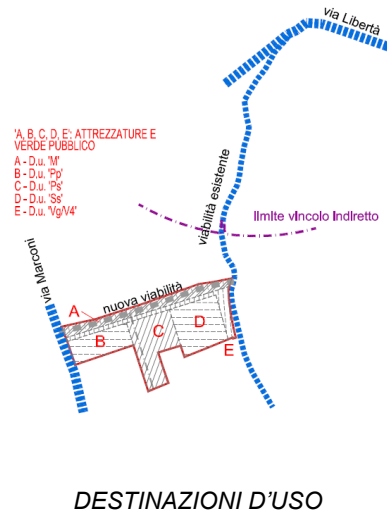 via Libertà
'A, B, C, D, E': ATTREZZATURE E
VERDE PUBBLICO
A - D.u. 'M'
B - D.u. 'Pp'
C - D.u. 'Ps'
D - D.u. 'Ss'
E - D.u. 'Vg/V4'
viabilità esistente
limite vincolo indiretto
via Marconi
nuova viabilità
A
B
C
D
E
DESTINAZIONI D'USO